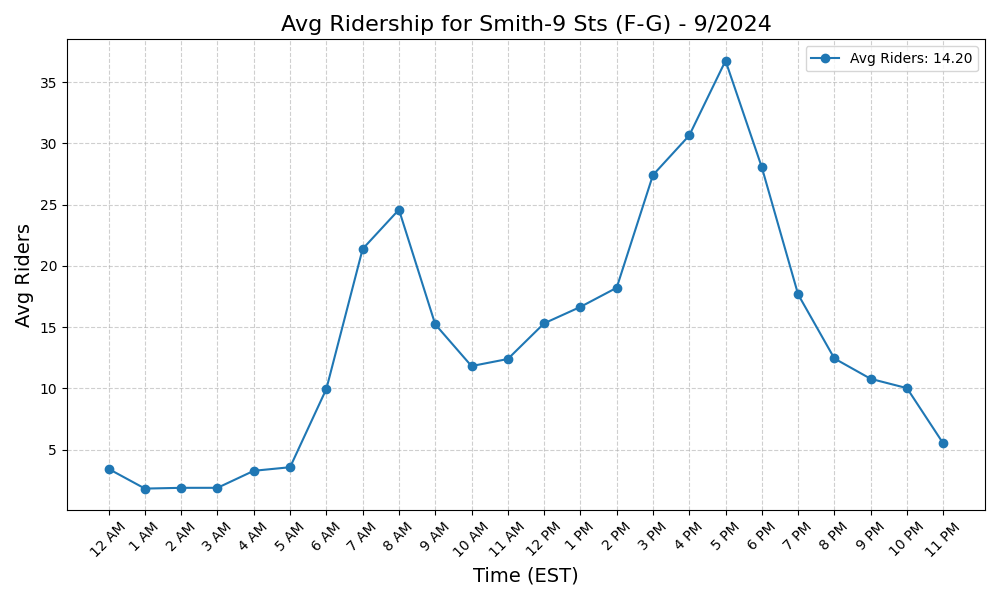 Avg Ridership for Smith-9 Sts (F-G) - 9/2024
Avg Riders: 14.20
Avg Riders
35
30
25
20
15
10
5
12 AM
1 AM
2 AM
3 AM
4 AM
5 AM
6 AM
7 AM
8 AM
9 AM
10 AM
11 AM
12 PM
1 PM
2 PM
3 PM
4 PM
5 PM
6 PM
7 PM
8 PM
9 PM
10 PM
11 PM
Time (EST)